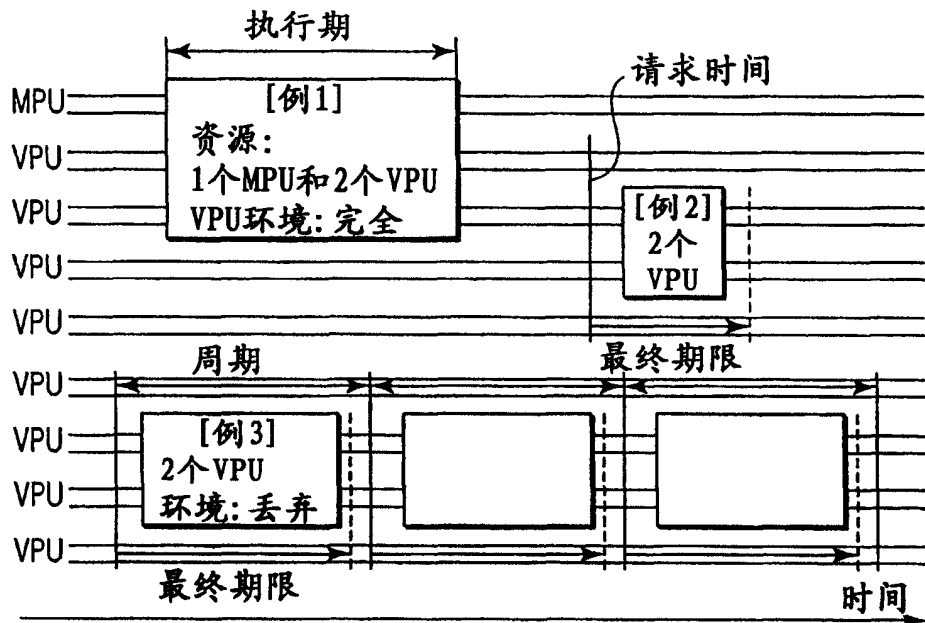 执行期
请求时间
MPU
[例1]
资源:
VPU
1个MPU和2个VPU
VPU
VPU环境:完全
[例2]
2个
VPU
VPU
VPU
最终期限
周期
VPU
[例3]
VPU
2个VPU
VPU
环境:丢弃
VPU
最终期限
时间